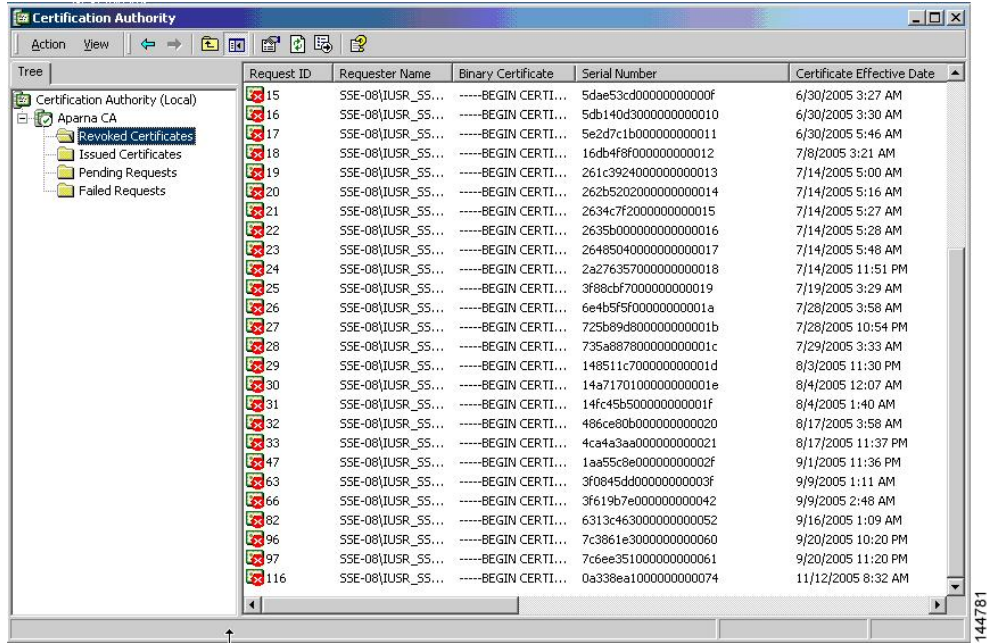 Certification Authority
Action View
Tree
Request ID Requester Name Binary Certificate Serial Number Certificate Effective Date
Certification Authority (Local)
Aparna CA
Revoked Certificates
Issued Certificates
Pending Requests
Failed Requests
15 SSE-08\IUSR_SS... -----BEGIN CERTI... 5dae53cd00000000000f 6/30/2005 3:27 AM
16 SSE-08\IUSR_SS... -----BEGIN CERTI... 5db140d3000000000010 6/30/2005 3:30 AM
17 SSE-08\IUSR_SS... -----BEGIN CERTI... 5e2d7c1b000000000011 6/30/2005 5:46 AM
18 SSE-08\IUSR_SS... -----BEGIN CERTI... 16db4f8f000000000012 7/8/2005 3:21 AM
19 SSE-08\IUSR_SS... -----BEGIN CERTI... 261c3924000000000013 7/14/2005 5:00 AM
20 SSE-08\IUSR_SS... -----BEGIN CERTI... 262b5202000000000014 7/14/2005 5:16 AM
21 SSE-08\IUSR_SS... -----BEGIN CERTI... 2634c7f2000000000015 7/14/2005 5:27 AM
22 SSE-08\IUSR_SS... -----BEGIN CERTI... 2635b000000000000016 7/14/2005 5:28 AM
23 SSE-08\IUSR_SS... -----BEGIN CERTI... 26485040000000000017 7/14/2005 5:48 AM
24 SSE-08\IUSR_SS... -----BEGIN CERTI... 2a276357000000000018 7/14/2005 11:51 PM
25 SSE-08\IUSR_SS... -----BEGIN CERTI... 3f88cbf7000000000019 7/19/2005 3:29 AM
26 SSE-08\IUSR_SS... -----BEGIN CERTI... 6e4b5f5f00000000001a 7/28/2005 3:58 AM
27 SSE-08\IUSR_SS... -----BEGIN CERTI... 725b89d800000000001b 7/28/2005 10:54 PM
28 SSE-08\IUSR_SS... -----BEGIN CERTI... 735a887800000000001c 7/29/2005 3:33 AM
29 SSE-08\IUSR_SS... -----BEGIN CERTI... 148511c700000000001d 8/3/2005 11:30 PM
30 SSE-08\IUSR_SS... -----BEGIN CERTI... 14a7170100000000001e 8/4/2005 12:07 AM
31 SSE-08\IUSR_SS... -----BEGIN CERTI... 14fc45b500000000001f 8/4/2005 1:40 AM
32 SSE-08\IUSR_SS... -----BEGIN CERTI... 486ce80b000000000020 8/17/2005 3:58 AM
33 SSE-08\IUSR_SS... -----BEGIN CERTI... 4ca4a3aa000000000021 8/17/2005 11:37 PM
47 SSE-08\IUSR_SS... -----BEGIN CERTI... 1aa55c8e00000000002f 9/1/2005 11:36 PM
63 SSE-08\IUSR_SS... -----BEGIN CERTI... 3f0845dd00000000003f 9/9/2005 1:11 AM
66 SSE-08\IUSR_SS... -----BEGIN CERTI... 3f619b7e000000000042 9/9/2005 2:48 AM
82 SSE-08\IUSR_SS... -----BEGIN CERTI... 6313c463000000000052 9/16/2005 1:09 AM
96 SSE-08\IUSR_SS... -----BEGIN CERTI... 7c3861e3000000000060 9/20/2005 10:20 PM
97 SSE-08\IUSR_SS... -----BEGIN CERTI... 7c6ee351000000000061 9/20/2005 11:20 PM
116 SSE-08\IUSR_SS... -----BEGIN CERTI... 0a338ea1000000000074 11/12/2005 8:32 AM
144781